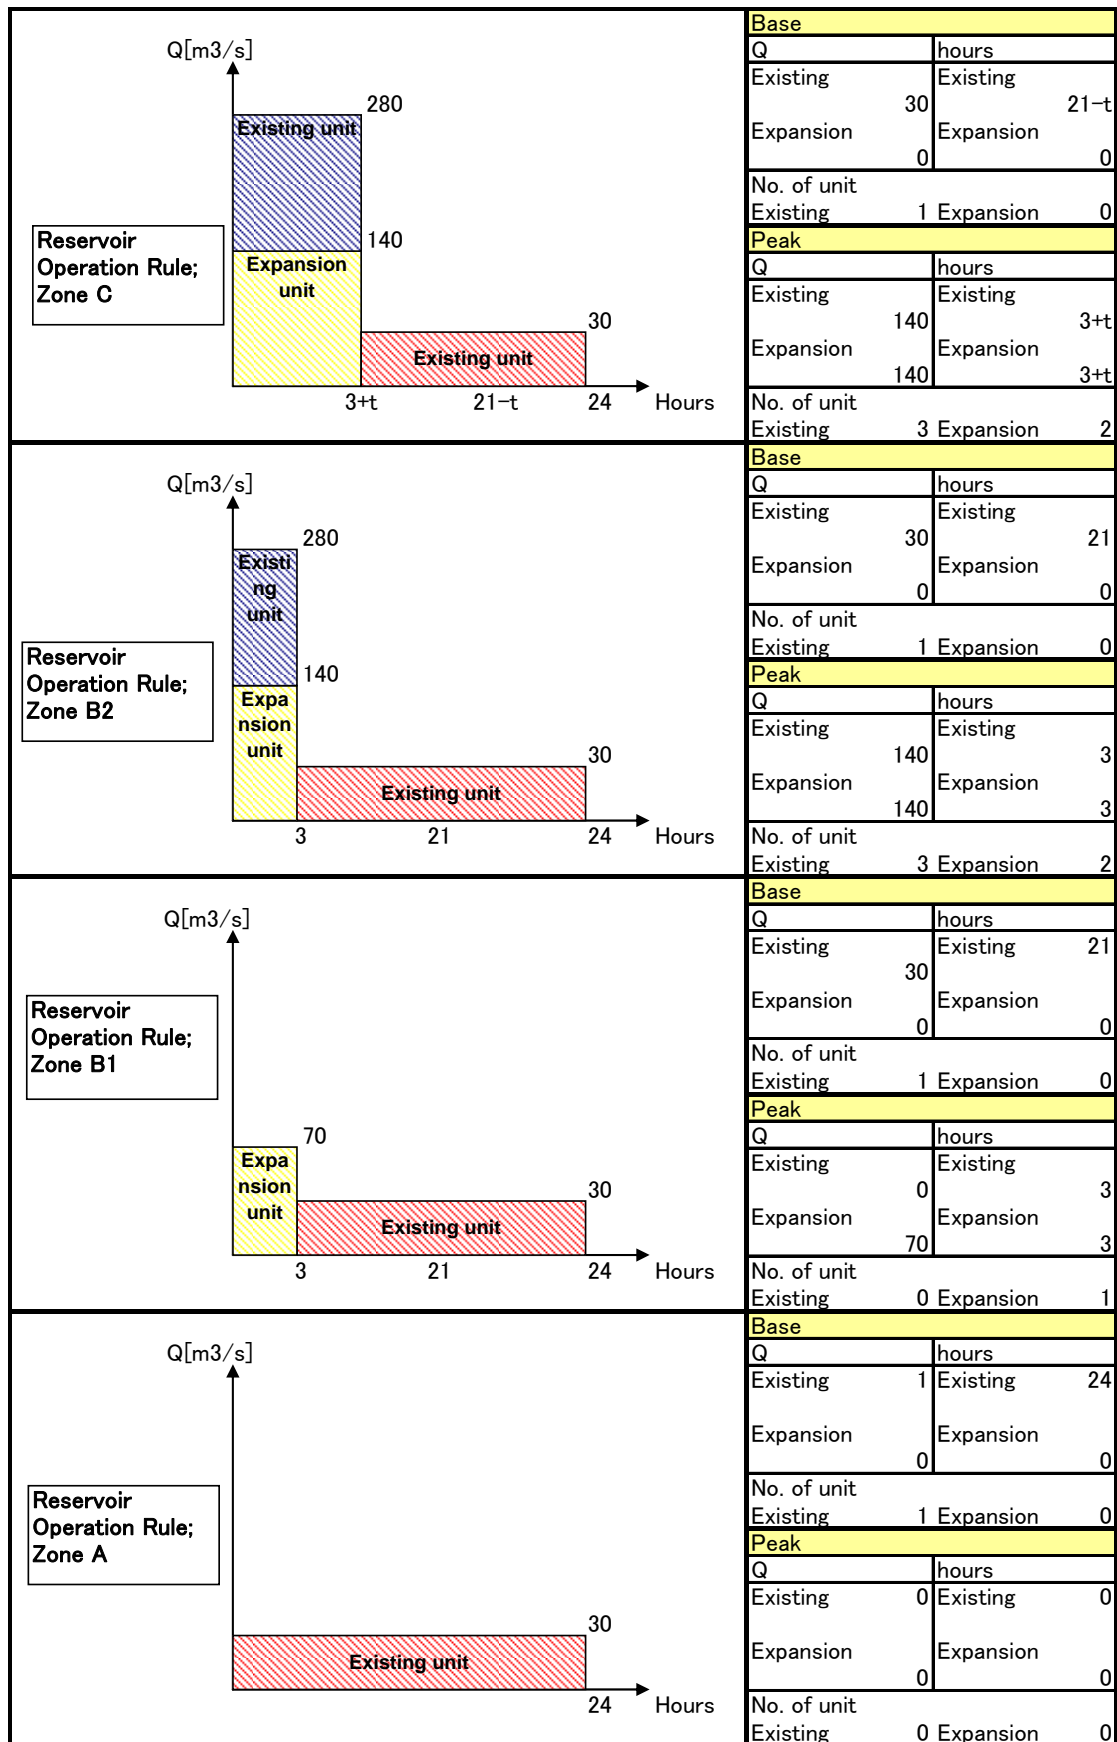 Q[m3/s]
280
Existing unit
140
Expansion
unit
Reservoir
Operation Rule;
Zone C
30
Existing unit
3+t 21-t 24 Hours
Base
Q hours
Existing Existing
30 21-t
Expansion Expansion
0 0
No. of unit
Existing 1 Expansion 0
Peak
Q hours
Existing Existing
140 3+t
Expansion Expansion
140 3+t
No. of unit
Existing 3 Expansion 2
Q[m3/s]
280
Existi
ng
unit
140
Expa
nsion
unit
Reservoir
Operation Rule;
Zone B2
30
Existing unit
3 21 24 Hours
Base
Q hours
Existing Existing
30 21
Expansion Expansion
0 0
No. of unit
Existing 1 Expansion 0
Peak
Q hours
Existing Existing
140 3
Expansion Expansion
140 3
No. of unit
Existing 3 Expansion 2
Q[m3/s]
Reservoir
Operation Rule;
Zone B1
70
Expa
nsion
unit
30
Existing unit
3 21 24 Hours
Base
Q hours
Existing Existing 21
30
Expansion Expansion
0 0
No. of unit
Existing 1 Expansion 0
Peak
Q hours
Existing Existing
0 3
Expansion Expansion
70 3
No. of unit
Existing 0 Expansion 1
Q[m3/s]
Reservoir
Operation Rule;
Zone A
30
Existing unit
24 Hours
Base
Q hours
Existing 1 Existing 24
Expansion Expansion
0 0
No. of unit
Existing 1 Expansion 0
Peak
Q hours
Existing 0 Existing 0
Expansion Expansion
0 0
No. of unit
Existing 0 Expansion 0